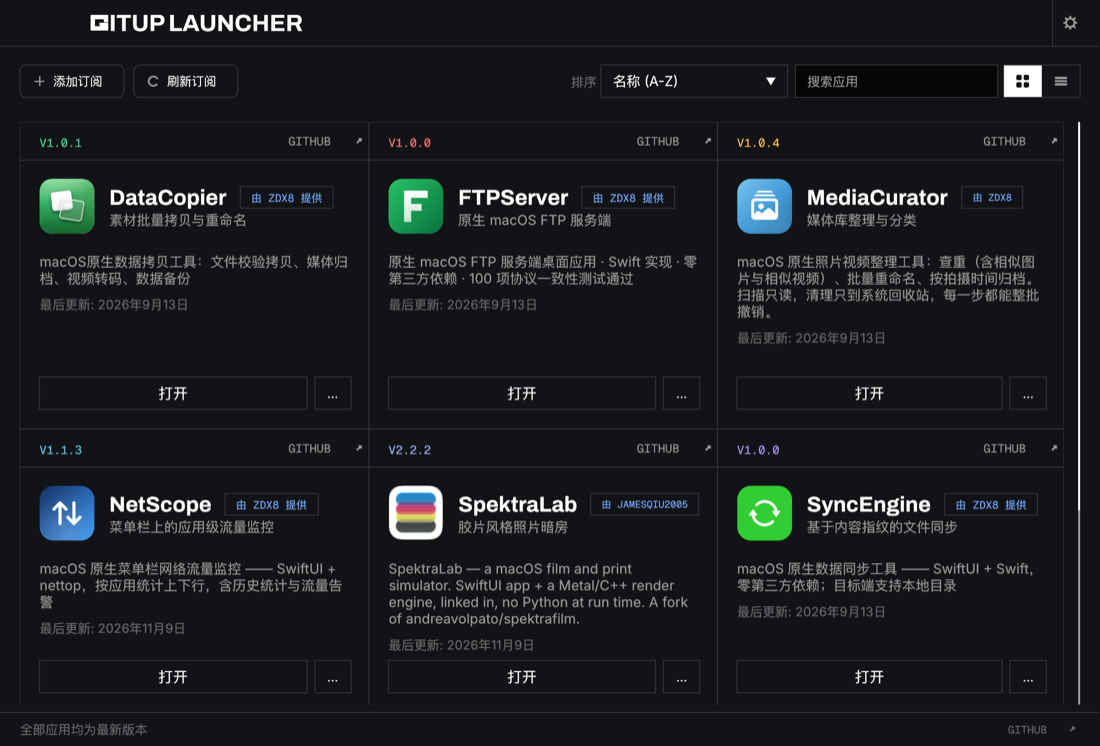 GITUP LAUNCHER
添加订阅
刷新订阅
排序
名称 (A-Z)
搜索应用
V1.0.1
GITHUB
DataCopier
由 ZDX8 提供
素材批量拷贝与重命名
macOS原生数据拷贝工具：文件校验拷贝、媒体归
档、视频转码、数据备份
最后更新: 2026年9月13日
打开
...
V1.0.0
GITHUB
FTPServer
由 ZDX8 提供
原生 macOS FTP 服务端
原生 macOS FTP 服务端桌面应用 · Swift 实现 · 零
第三方依赖 · 100 项协议一致性测试通过
最后更新: 2026年9月13日
打开
...
V1.0.4
GITHUB
MediaCurator
由 ZDX8
媒体库整理与分类
macOS 原生照片视频整理工具：查重（含相似图
片与相似视频）、批量重命名、按拍摄时间归档。
扫描只读，清理只到系统回收站，每一步都能整批
撤销。
最后更新: 2026年9月13日
打开
...
V1.1.3
GITHUB
NetScope
由 ZDX8 提供
菜单栏上的应用级流量监控
macOS 原生菜单栏网络流量监控 —— SwiftUI +
nettop，按应用统计上下行，含历史统计与流量告
警
最后更新: 2026年11月9日
打开
...
V2.2.2
GITHUB
SpektraLab
由 JAMESQIU2005
胶片风格照片暗房
SpektraLab — a macOS film and print
simulator. SwiftUI app + a Metal/C++ render
engine, linked in, no Python at run time. A fork
of andreavolpato/spektrafilm.
最后更新: 2026年11月9日
打开
...
V1.0.0
GITHUB
SyncEngine
由 ZDX8 提供
基于内容指纹的文件同步
macOS 原生数据同步工具 —— SwiftUI + Swift，
零第三方依赖；目标端支持本地目录
最后更新: 2026年9月13日
打开
...
全部应用均为最新版本
GITHUB